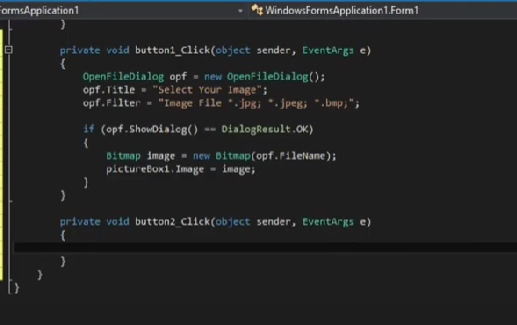 FormsApplication1
WindowsFormsApplication1.Form1
}
private void button1_Click(object sender, EventArgs e)
{
OpenFileDialog opf = new OpenFileDialog();
opf.Title = "Select Your Image";
opf.Filter = "Image File *.jpg; *.jpeg; *.bmp;";
if (opf.ShowDialog() == DialogResult.OK)
{
Bitmap image = new Bitmap(opf.FileName);
pictureBox1.Image = image;
}
}
private void button2_Click(object sender, EventArgs e)
{
}
}
}